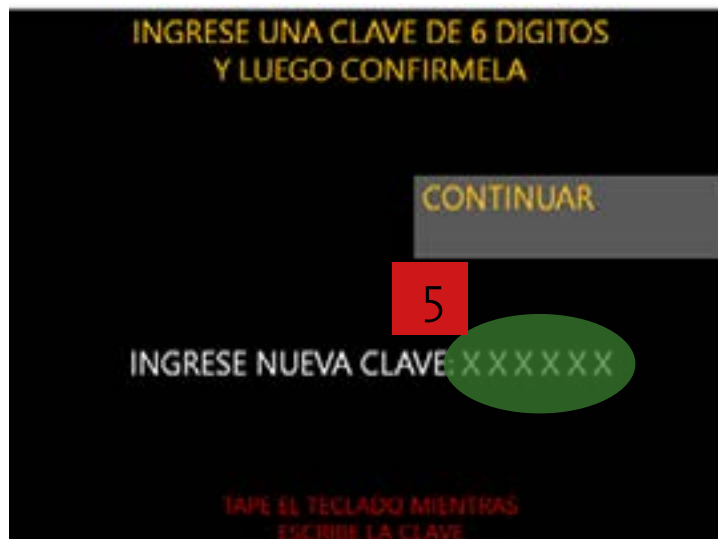 INGRESE UNA CLAVE DE 6 DIGITOS
Y LUEGO CONFIRMELA
CONTINUAR
5
INGRESE NUEVA CLAVE: X X X X X X
TAPE EL TECLADO MIENTRAS
ESCRIBE LA CLAVE